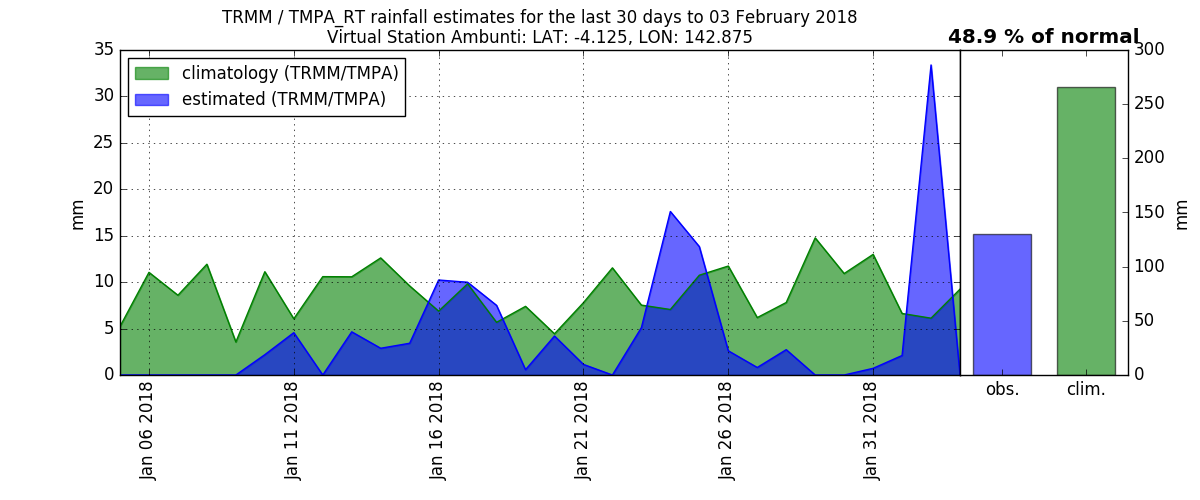 TRMM / TMPA_RT rainfall estimates for the last 30 days to 03 February 2018
Virtual Station Ambunti: LAT: -4.125, LON: 142.875
48.9 % of normal
climatology (TRMM/TMPA)
estimated (TRMM/TMPA)
35
30
25
20
15
10
5
0
mm
Jan 06 2018
Jan 11 2018
Jan 16 2018
Jan 21 2018
Jan 26 2018
Jan 31 2018
obs.
clim.
300
250
200
150
100
50
0
mm